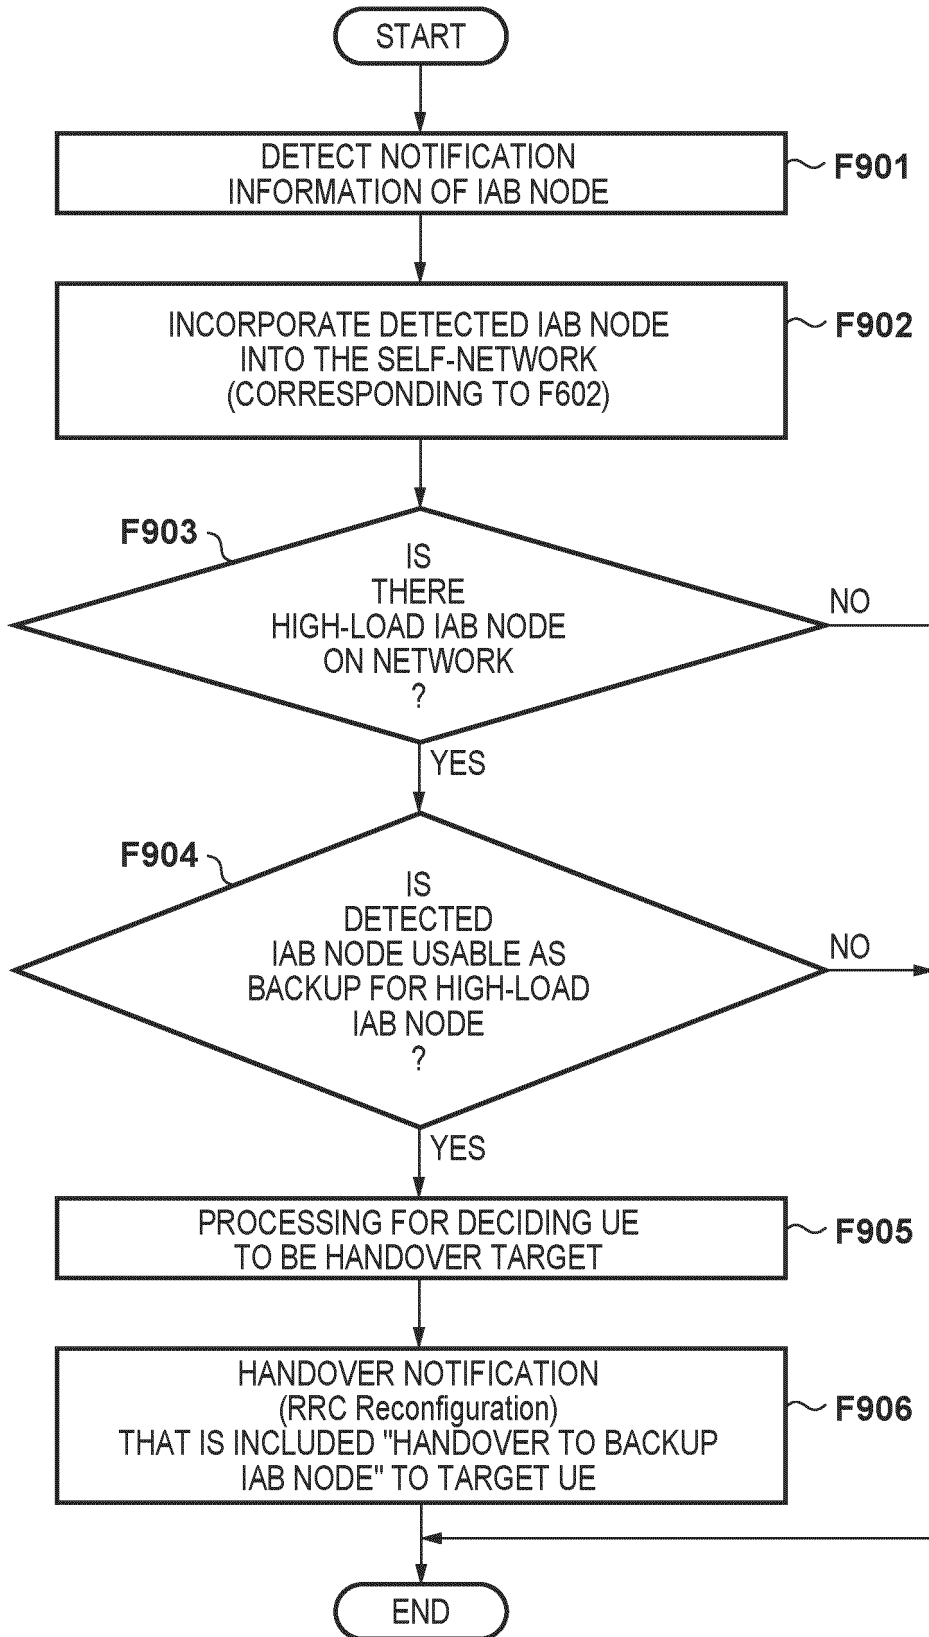 START
DETECT NOTIFICATION
INFORMATION OF IAB NODE
F901
INCORPORATE DETECTED IAB NODE
INTO THE SELF-NETWORK
(CORRESPONDING TO F602)
F902
F903
IS
THERE
HIGH-LOAD IAB NODE
ON NETWORK
?
NO
YES
F904
IS
DETECTED
IAB NODE USABLE AS
BACKUP FOR HIGH-LOAD
IAB NODE
?
NO
YES
PROCESSING FOR DECIDING UE
TO BE HANDOVER TARGET
F905
HANDOVER NOTIFICATION
(RRC Reconfiguration)
THAT IS INCLUDED "HANDOVER TO BACKUP
IAB NODE" TO TARGET UE
F906
END